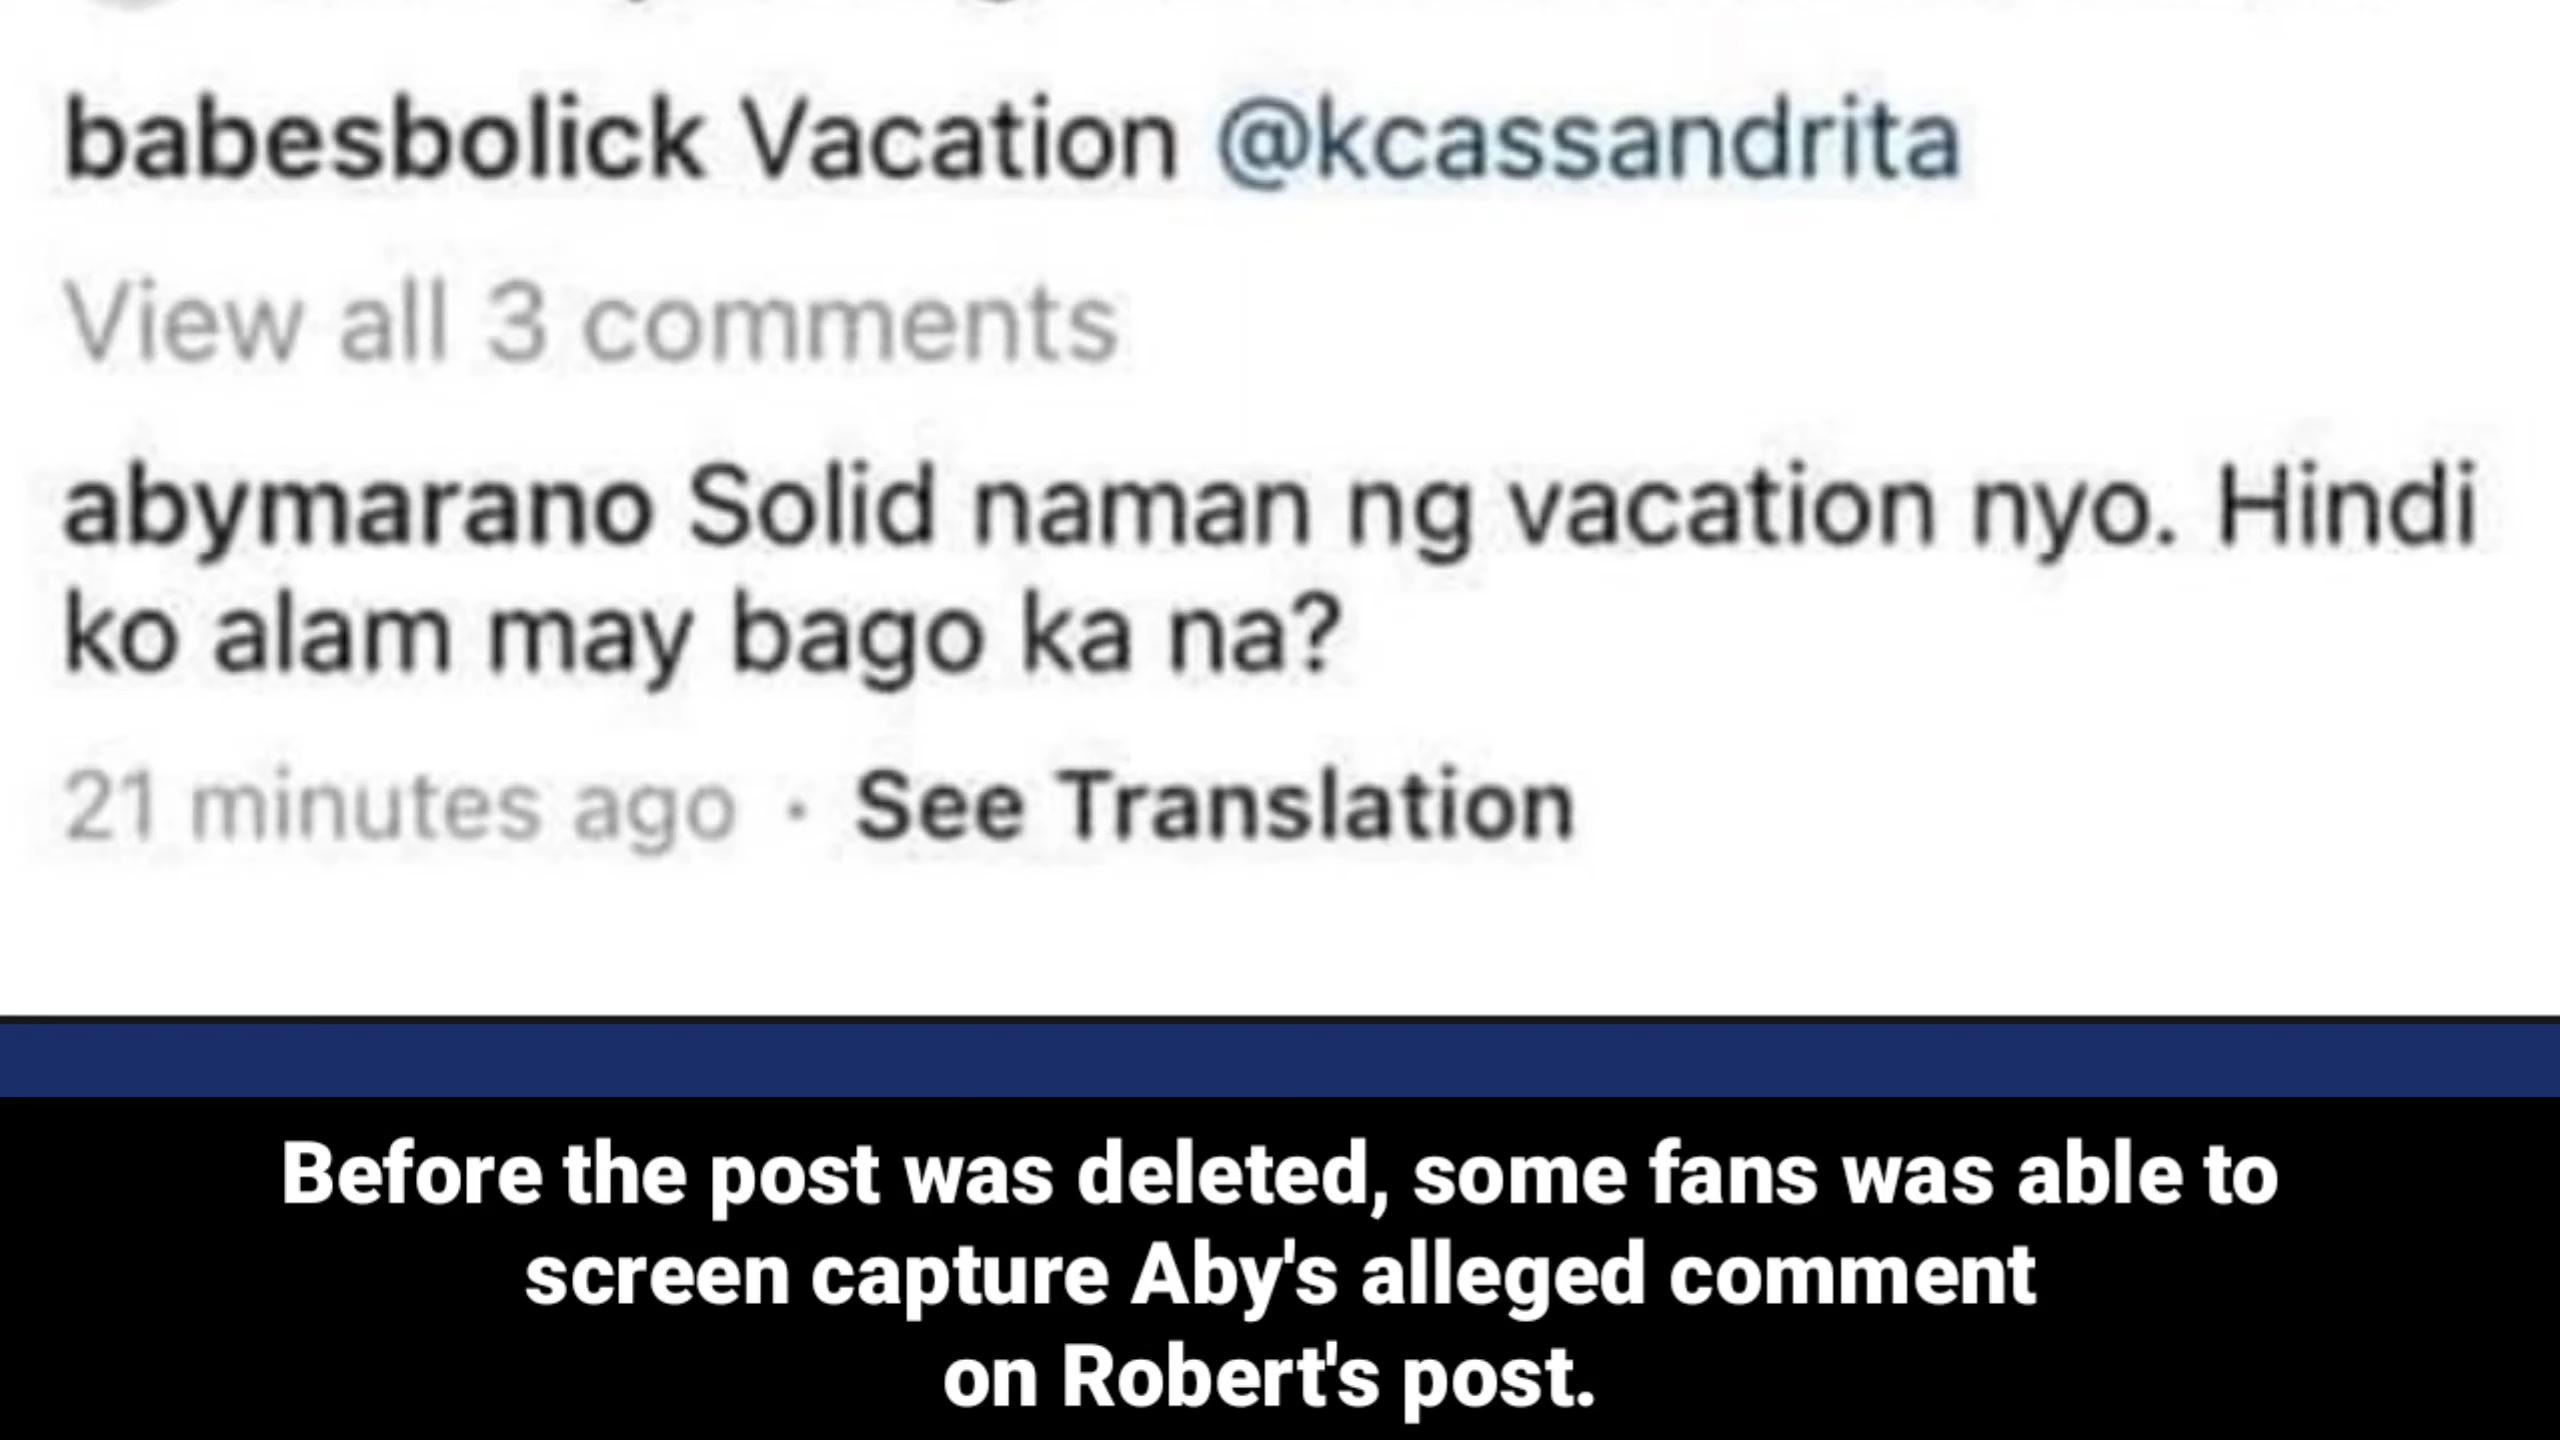 babesbolick Vacation @kcassandrita
View all 3 comments
abymarano Solid naman ng vacation nyo. Hindi
ko alam may bago ka na?
21 minutes ago · See Translation
Before the post was deleted, some fans was able to
screen capture Aby's alleged comment
on Robert's post.